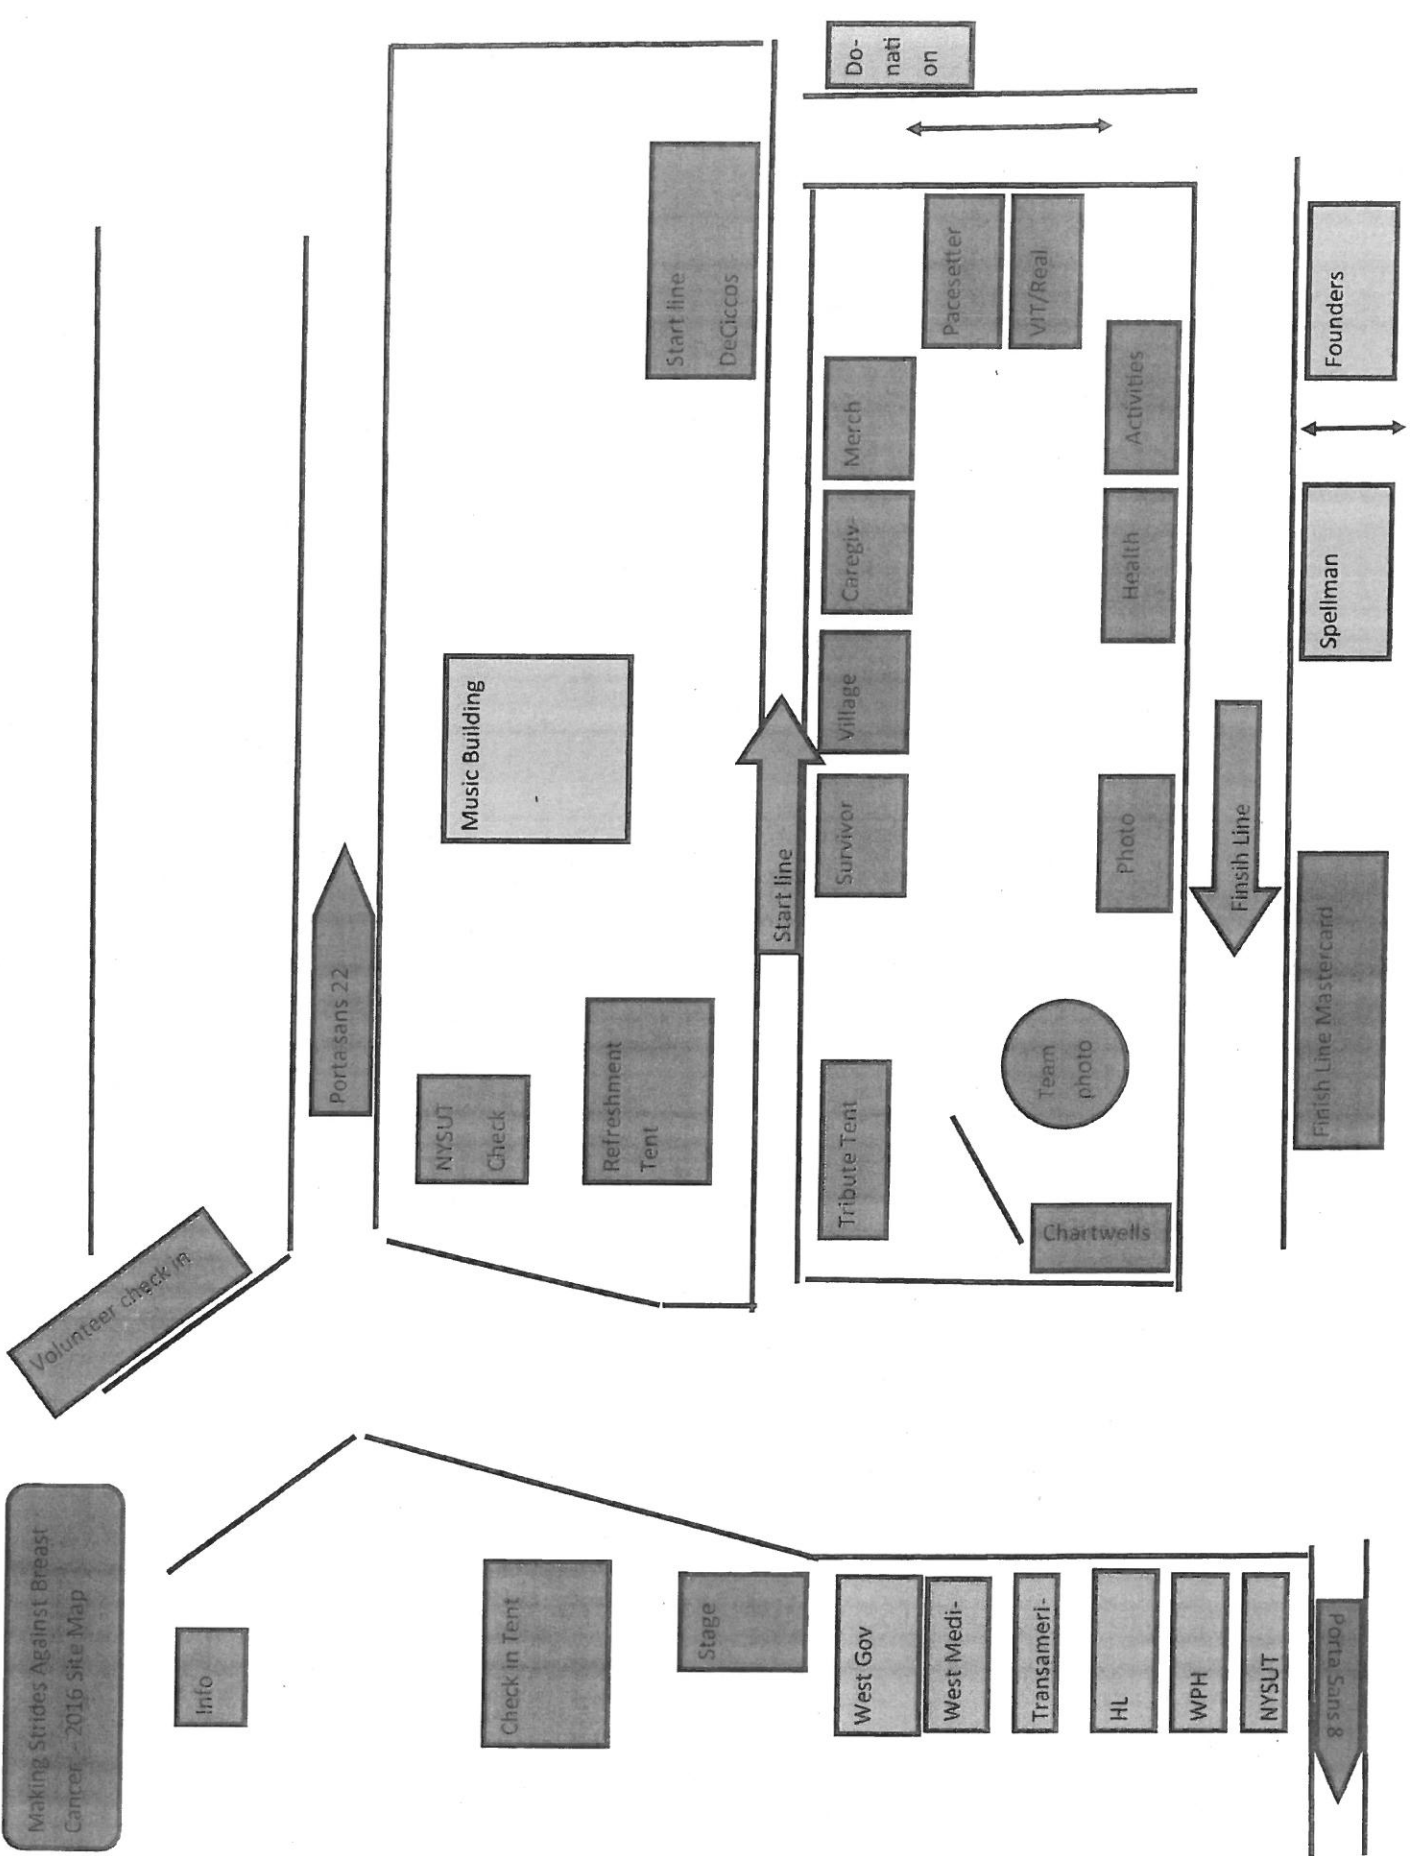 Making Strides Against Breast
Cancer - 2016 Site Map
Volunteer check in
Info
Porta sans 22
NYSUT
Check
Music Building
Check in Tent
Refreshment
Tent
Start line
DeCiccos
Stage
Start line
West Gov
Tribute Tent
Survivor
Village
Caregiv-
Merch
Do-
nati
on
West Medi-
Pacesetter
Transameri-
Team
photo
VIT/Real
HL
Chartwells
Photo
Health
Activities
WPH
NYSUT
Finsih Line
Porta Sans 8
Finish Line Mastercard
Spellman
Founders